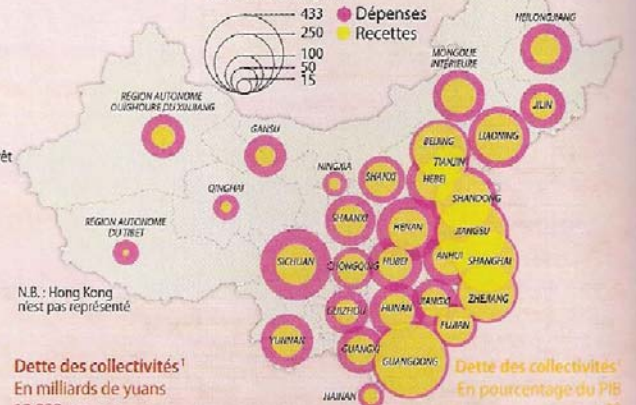 433
250
100
50
15
Dépenses
Recettes
HEILONGJIANG
MONGOLIE
INTÉRIEURE
JILIN
LIAONING
RÉGION AUTONOME
OUÏGHOURE DU XINJIANG
GANSU
BEIJING
TIANJIN
HEBEI
NINGXIA
SHANXI
SHANDONG
QINGHAI
SHAANXI
HENAN
JIANGSU
RÉGION AUTONOME
DU TIBET
SICHUAN
CHONGQING
HUBEI
ANHUI
SHANGHAI
ZHEJIANG
N.B. : Hong Kong
n'est pas représenté
GUIZHOU
HUNAN
JIANGXI
FUJIAN
YUNNAN
GUANGXI
GUANGDONG
HAINAN
Dette des collectivités¹
En milliards de yuans
Dette des collectivités¹
En pourcentage du PIB